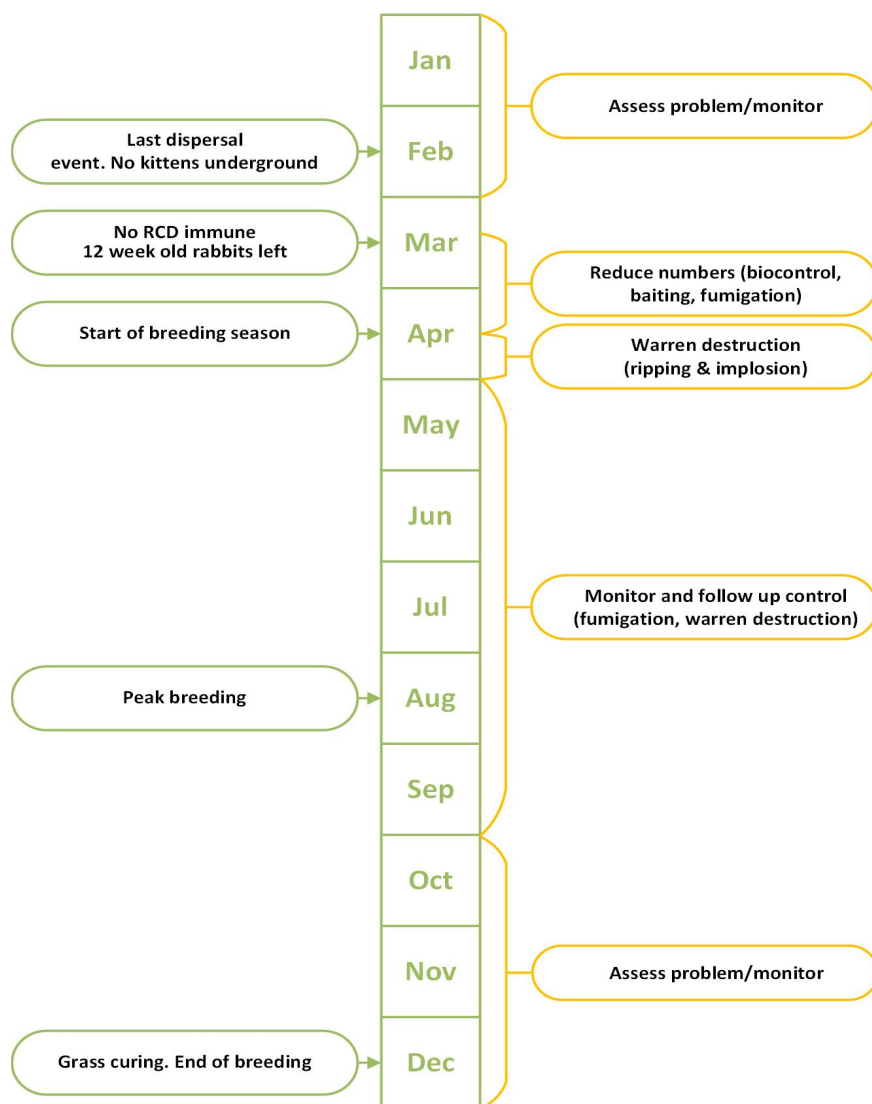 Jan
Assess problem/monitor
Last dispersal
event. No kittens underground
Feb
No RCD immune
12 week old rabbits left
Mar
Reduce numbers (biocontrol,
baiting, fumigation)
Start of breeding season
Apr
Warren destruction
(ripping & implosion)
May
Jun
Jul
Monitor and follow up control
(fumigation, warren destruction)
Peak breeding
Aug
Sep
Oct
Nov
Assess problem/monitor
Grass curing. End of breeding
Dec